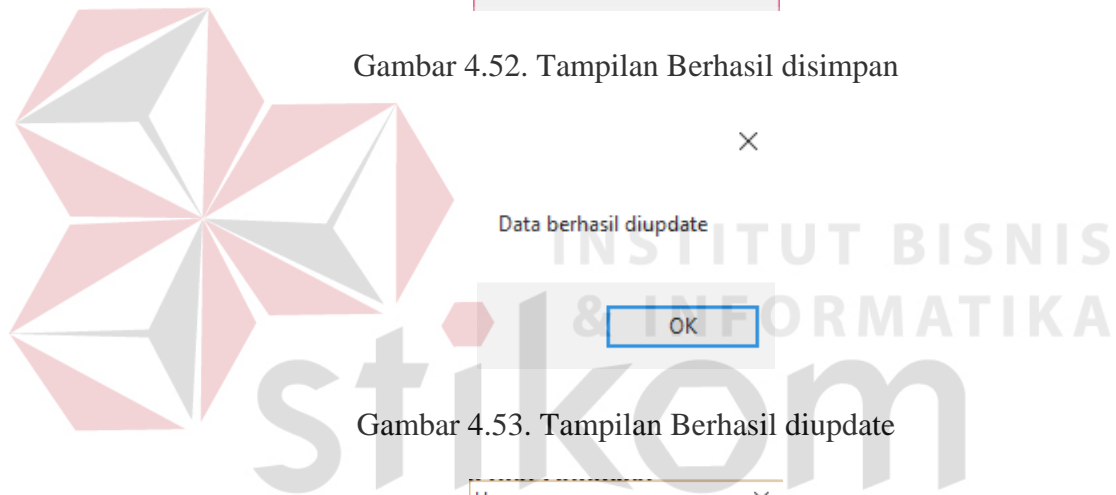 Gambar 4.52. Tampilan Berhasil disimpan
Data berhasil diupdate
INSTITUT BISNIS
& INFORMATIKA
OK
stikom
Gambar 4.53. Tampilan Berhasil diupdate